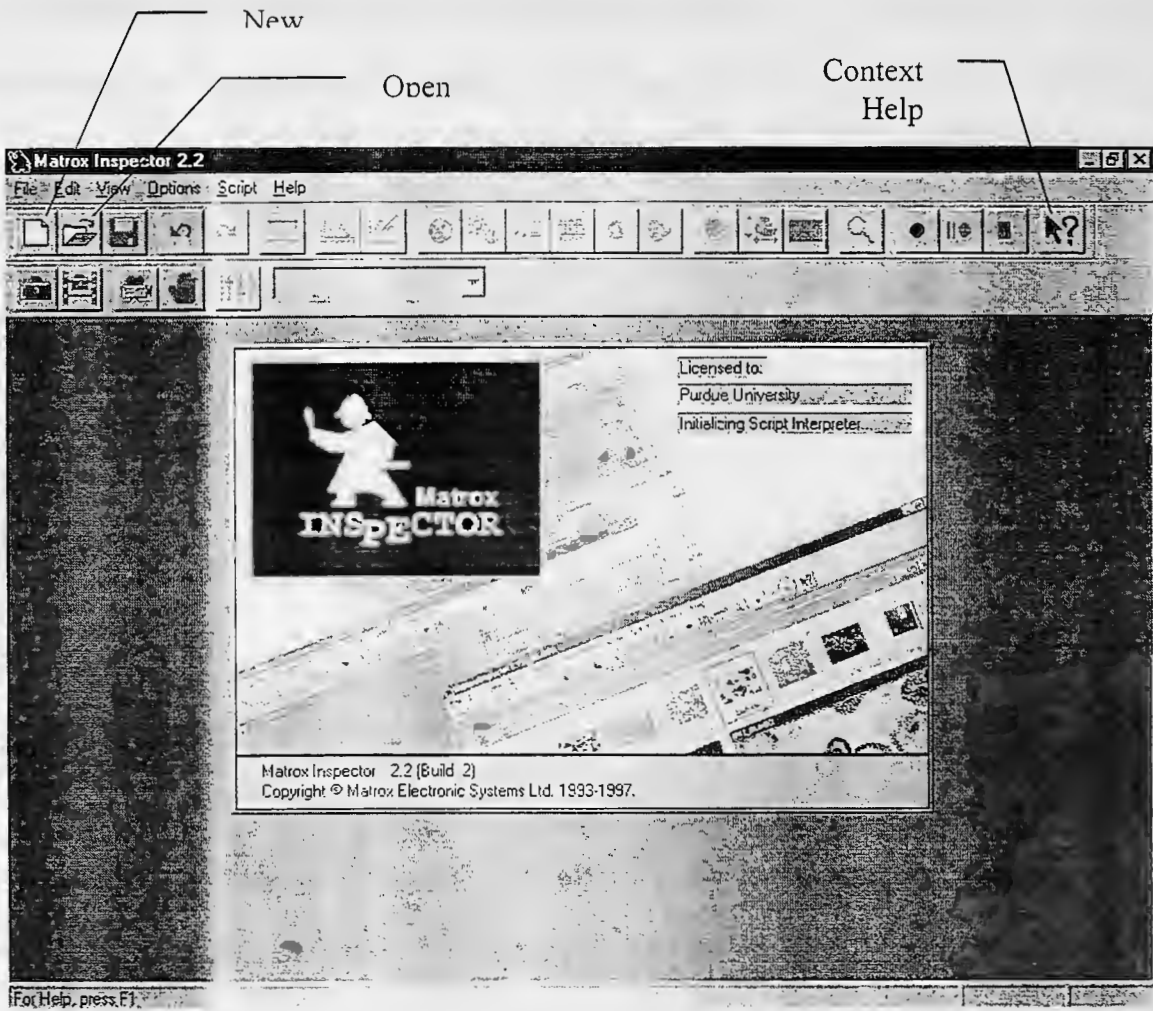 New
Open
Context
Help
Matrox Inspector 2.2
File Edit View Options Script Help
Licensed to:
Purdue University
Initializing Script Interpreter...
Matrox
INSPECTOR
Matrox Inspector 2.2 (Build 2)
Copyright © Matrox Electronic Systems Ltd. 1993-1997.
For Help, press F1